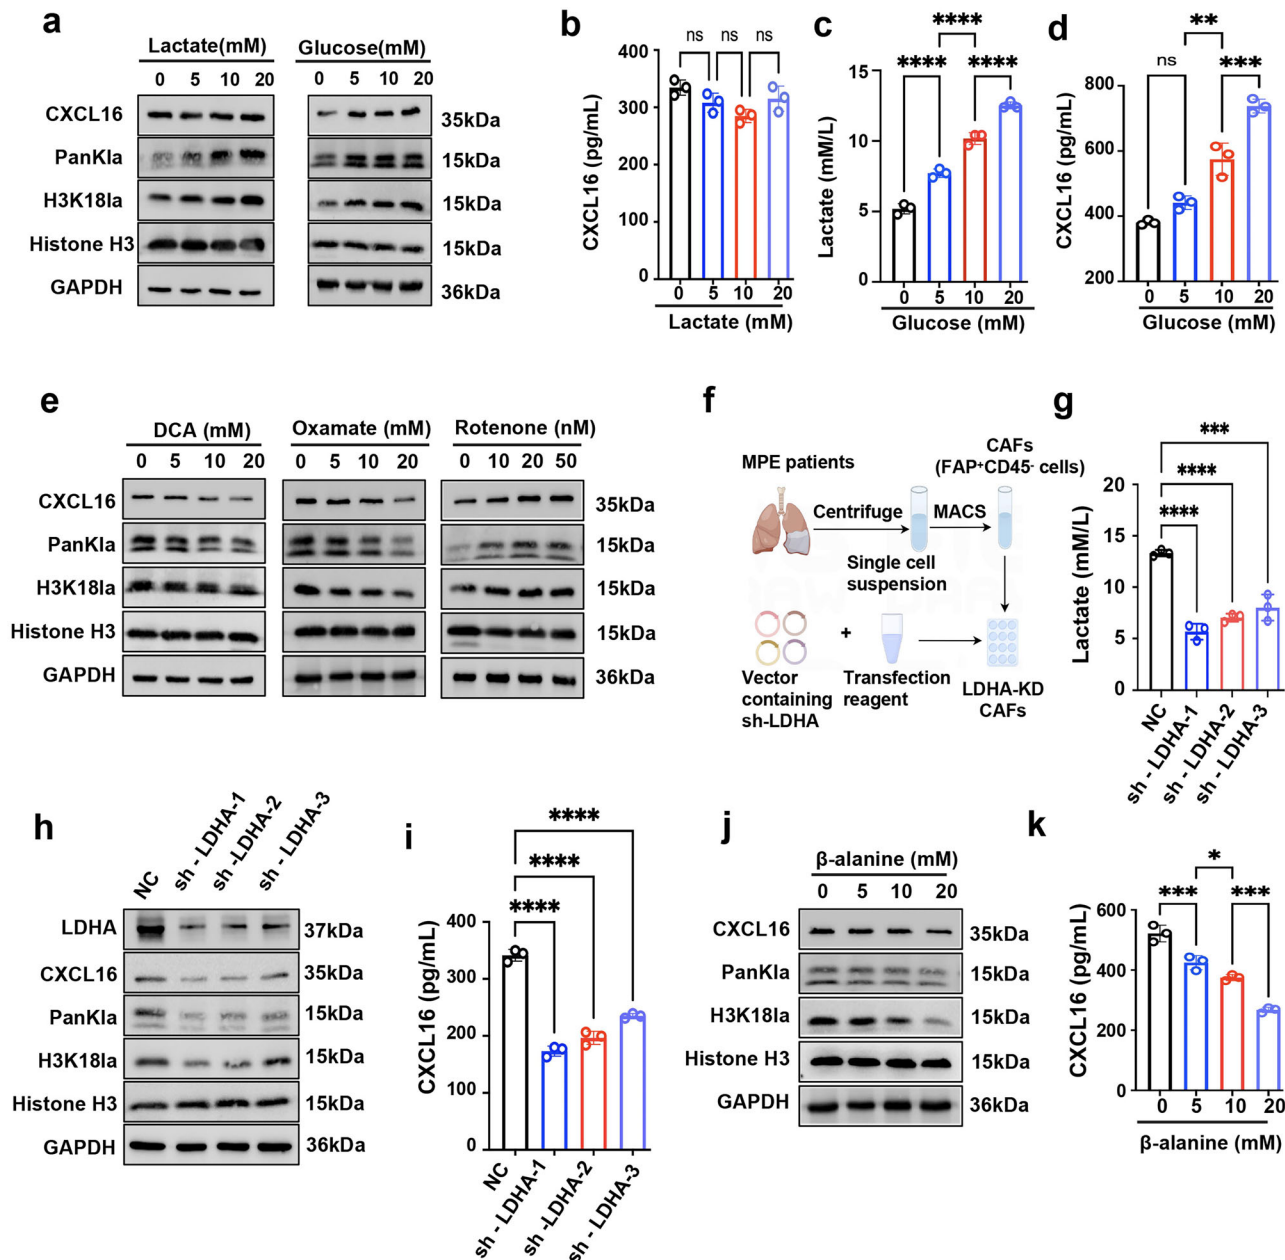 a
Lactate(mM)
0 5 10 20
Glucose(mM)
0 5 10 20
CXCL16
35kDa
PanKla
15kDa
H3K18la
15kDa
Histone H3
15kDa
GAPDH
36kDa
b
ns ns ns
CXCL16 (pg/mL)
400
300
200
100
0
0 5 10 20
Lactate (mM)
c
****
**** ****
Lactate (mM/L)
15
10
5
0
0 5 10 20
Glucose (mM)
d
**
ns ***
CXCL16 (pg/mL)
800
600
400
200
0 5 10 20
Glucose (mM)
e
DCA (mM)
0 5 10 20
Oxamate (mM)
0 5 10 20
Rotenone (nM)
0 10 20 50
CXCL16
35kDa
PanKla
15kDa
H3K18la
15kDa
Histone H3
15kDa
GAPDH
36kDa
f
MPE patients
CAFs
(FAP+CD45- cells)
Centrifuge
MACS
Single cell
suspension
+
Vector
containing
sh-LDHA
Transfection
reagent
LDHA-KD
CAFs
g
***
****
****
Lactate (mM/L)
20
15
10
5
0
NC
sh - LDHA-1
sh - LDHA-2
sh - LDHA-3
h
NC
sh - LDHA-1
sh -LDHA-2
sh - LDHA-3
LDHA
37kDa
CXCL16
35kDa
PanKla
15kDa
H3K18la
15kDa
Histone H3
15kDa
GAPDH
36kDa
i
****
****
****
CXCL16 (pg/mL)
400
300
200
100
0
NC
sh - LDHA-1
sh -LDHA-2
sh - LDHA-3
j
β-alanine (mM)
0 5 10 20
CXCL16
35kDa
PanKla
15kDa
H3K18la
15kDa
Histone H3
15kDa
GAPDH
36kDa
k
*
*** ***
CXCL16 (pg/mL)
600
400
200
0
0 5 10 20
β-alanine (mM)